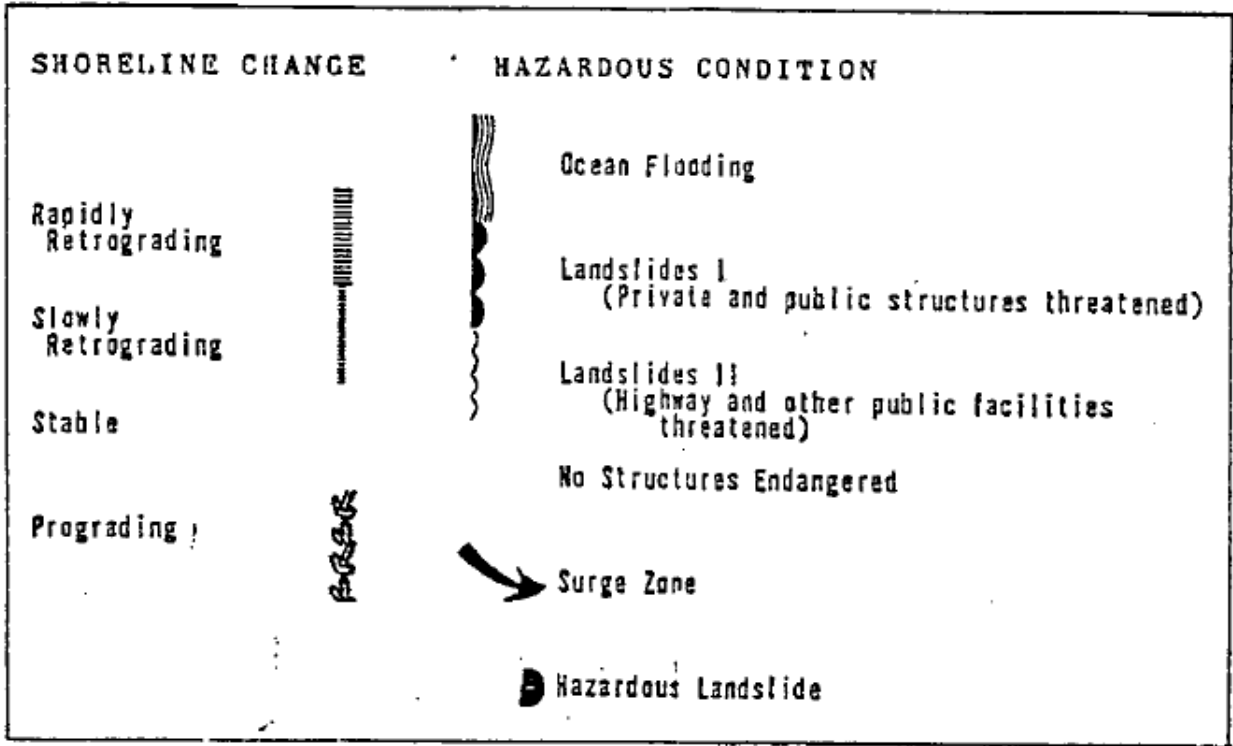 SHORELINE CHANGE
Rapidly
Retrograding
Slowly
Retrograding
Stable
Prograding
HAZARDOUS CONDITION
Ocean Flooding
Landslides I
(Private and public structures threatened)
Landslides II
(Highway and other public facilities
threatened)
No Structures Endangered
Surge Zone
Hazardous Landslide